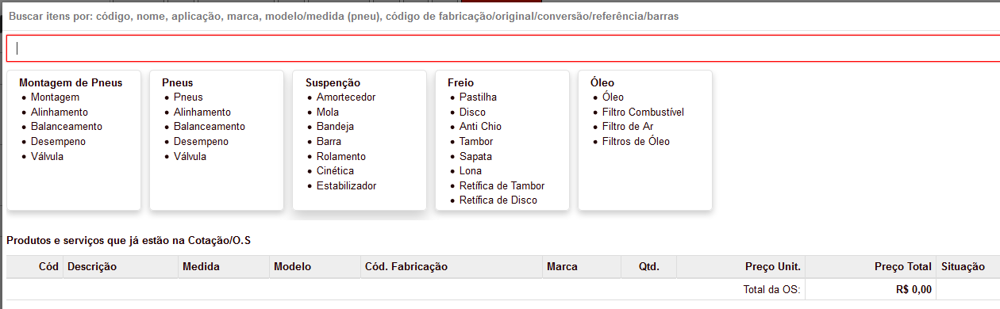 Buscar itens por: código, nome, aplicação, marca, modelo/medida (pneu), código de fabricação/original/conversão/referência/barras
Montagem de Pneus
Montagem
Alinhamento
Balanceamento
Desempeno
Válvula
Pneus
Pneus
Alinhamento
Balanceamento
Desempeno
Válvula
Suspenção
Amortecedor
Mola
Bandeja
Barra
Rolamento
Cinética
Estabilizador
Freio
Pastilha
Disco
Anti Chio
Tambor
Sapata
Lona
Retífica de Tambor
Retífica de Disco
Óleo
Óleo
Filtro Combustível
Filtro de Ar
Filtros de Óleo
Produtos e serviços que já estão na Cotação/O.S
Cód Descrição Medida Modelo Cód. Fabricação Marca Qtd. Preço Unit. Preço Total Situação
Total da OS: R$ 0,00